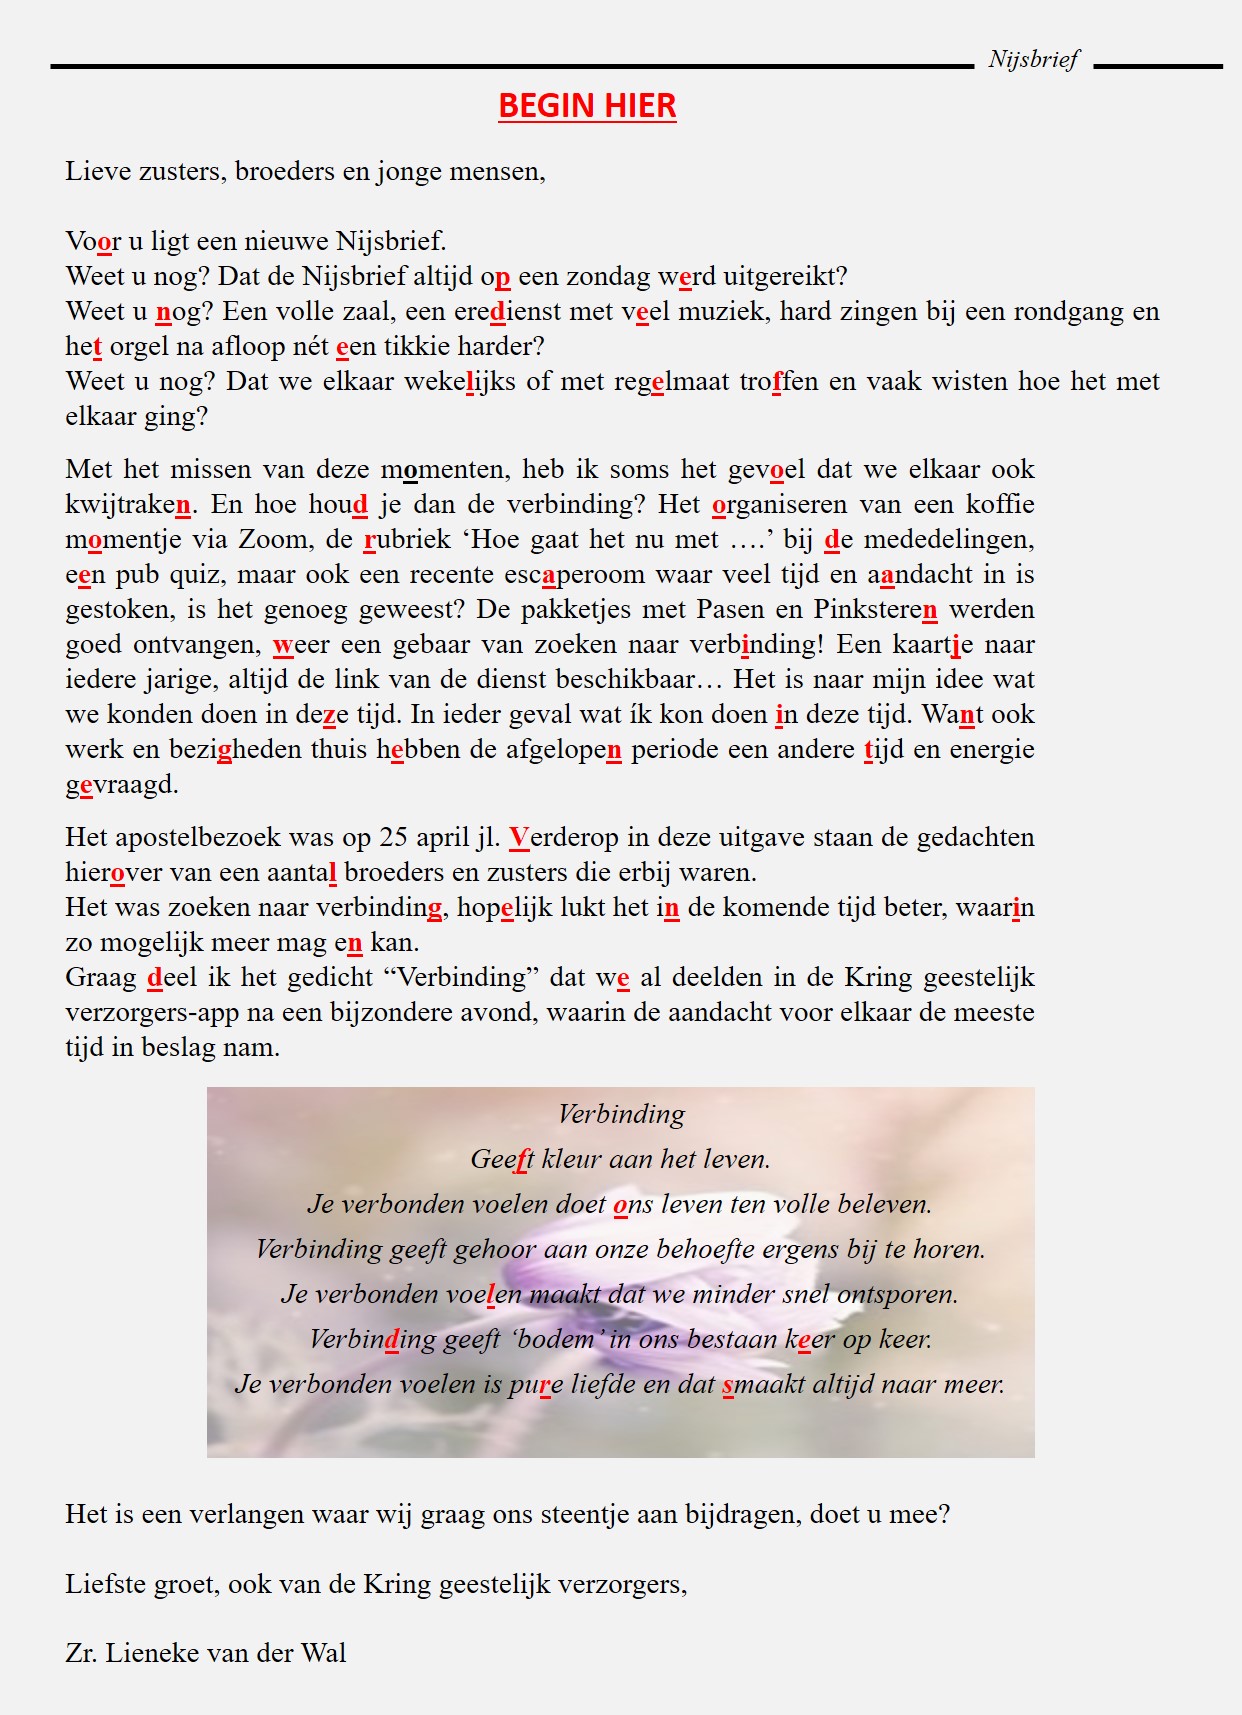 Nijsbrief
BEGIN HIER
Lieve zusters, broeders en jonge mensen,
Voor u ligt een nieuwe Nijsbrief.
Weet u nog? Dat de Nijsbrief altijd op een zondag werd uitgereikt?
Weet u nog? Een volle zaal, een eredienst met veel muziek, hard zingen bij een rondgang en
het orgel na afloop nét een tikkie harder?
Weet u nog? Dat we elkaar wekelijks of met regelmaat troffen en vaak wisten hoe het met
elkaar ging?
Met het missen van deze momenten, heb ik soms het gevoel dat we elkaar ook
kwijtraken. En hoe houd je dan de verbinding? Het organiseren van een koffie
momentje via Zoom, de rubriek ‘Hoe gaat het nu met ….’ bij de mededelingen,
een pub quiz, maar ook een recente escaperoom waar veel tijd en aandacht in is
gestoken, is het genoeg geweest? De pakketjes met Pasen en Pinksteren werden
goed ontvangen, weer een gebaar van zoeken naar verbinding! Een kaartje naar
iedere jarige, altijd de link van de dienst beschikbaar… Het is naar mijn idee wat
we konden doen in deze tijd. In ieder geval wat ík kon doen in deze tijd. Want ook
werk en bezigheden thuis hebben de afgelopen periode een andere tijd en energie
gevraagd.
Het apostelbezoek was op 25 april jl. Verderop in deze uitgave staan de gedachten
hierover van een aantal broeders en zusters die erbij waren.
Het was zoeken naar verbinding, hopelijk lukt het in de komende tijd beter, waarin
zo mogelijk meer mag en kan.
Graag deel ik het gedicht “Verbinding” dat we al deelden in de Kring geestelijk
verzorgers-app na een bijzondere avond, waarin de aandacht voor elkaar de meeste
tijd in beslag nam.
Verbinding
Geeft kleur aan het leven.
Je verbonden voelen doet ons leven ten volle beleven.
Verbinding geeft gehoor aan onze behoefte ergens bij te horen.
Je verbonden voelen maakt dat we minder snel ontsporen.
Verbinding geeft ‘bodem’ in ons bestaan keer op keer.
Je verbonden voelen is pure liefde en dat smaakt altijd naar meer.
Het is een verlangen waar wij graag ons steentje aan bijdragen, doet u mee?
Liefste groet, ook van de Kring geestelijk verzorgers,
Zr. Lieneke van der Wal